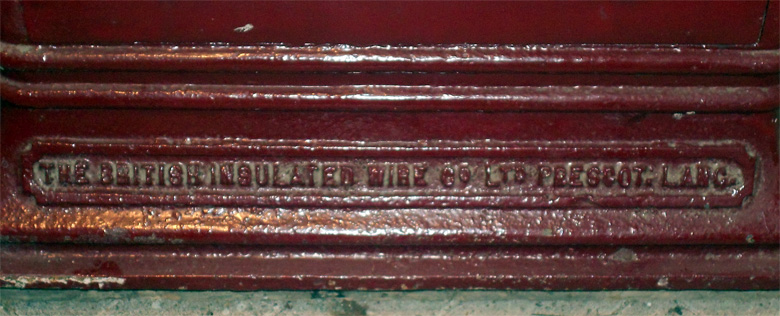 THE BRITISH INSULATED WIRE CO LTD PRESCOT. LANC.